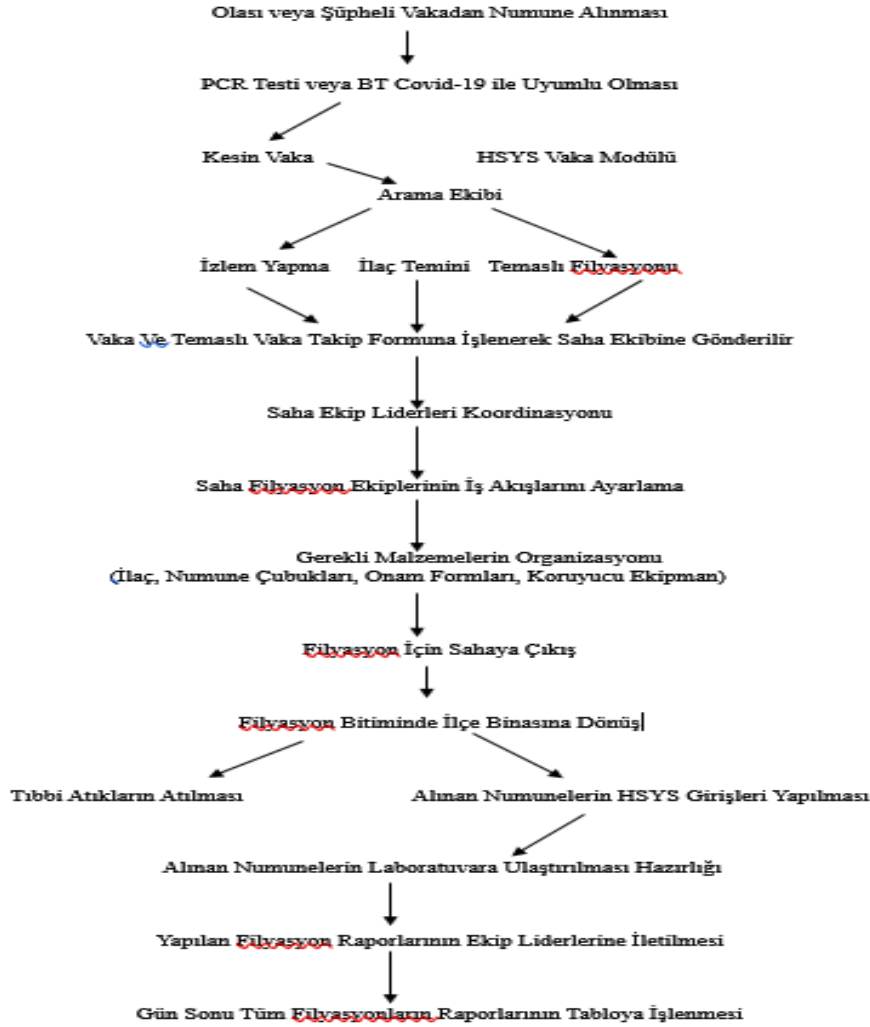 Olası veya Şüpheli Vakadan Numune Alınması
PCR Testi veya BT Covid-19 ile Uyumlu Olması
Kesin Vaka
HSYS Vaka Modülü
Arama Ekibi
İzlem Yapma
İlaç Temini
Temaslı Filyasyonu
Vaka Ve Temaslı Vaka Takip Formuna İşlenerek Saha Ekibine Gönderilir
Saha Ekip Liderleri Koordinasyonu
Saha Filyasyon Ekiplerinin İş Akışlarını Ayarlama
Gerekli Malzemelerin Organizasyonu
(İlaç, Numune Çubukları, Onam Formları, Koruyucu Ekipman)
Filyasyon İçin Sahaya Çıkış
Filyasyon Bitiminde İlçe Binasına Dönüş
Tıbbi Atıkların Atılması
Alınan Numunelerin HSYS Girişleri Yapılması
Alınan Numunelerin Laboratuvara Ulaştırılması Hazırlığı
Yapılan Filyasyon Raporlarının Ekip Liderlerine İletilmesi
Gün Sonu Tüm Filyasyonların Raporlarının Tabloya İşlenmesi